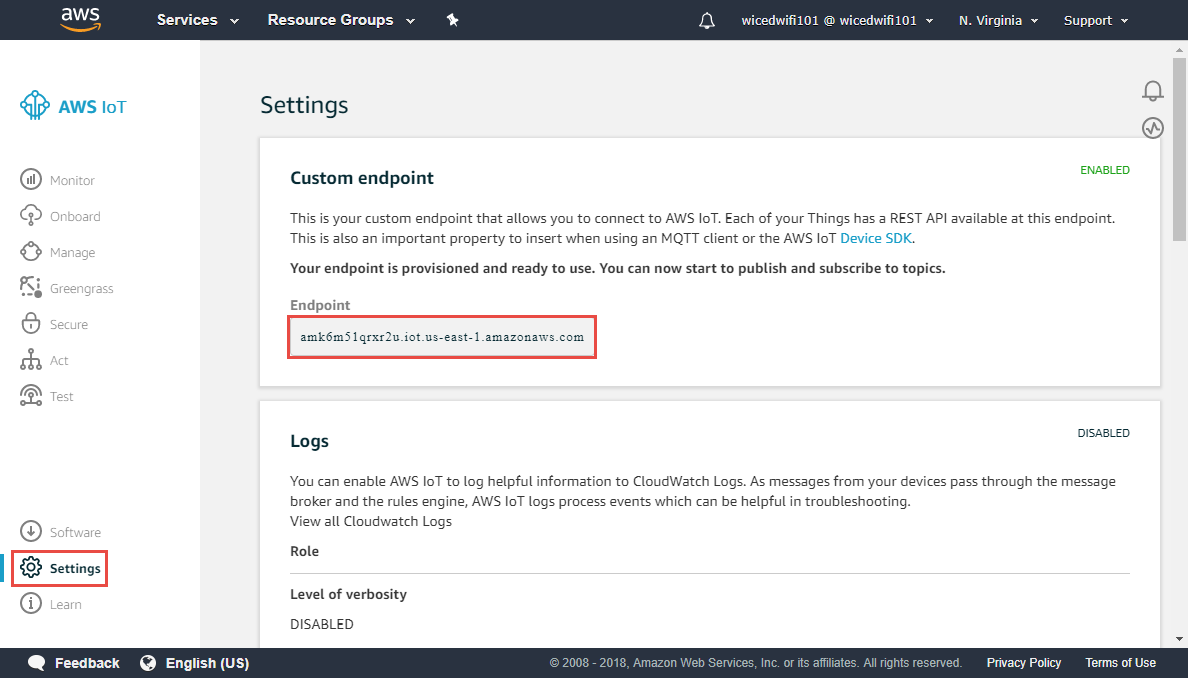 aws Services Resource Groups wicedwifi101 @ wicedwifi101 N. Virginia Support
AWS IoT
Monitor
Onboard
Manage
Greengrass
Secure
Act
Test
Software
Settings
Learn
Settings
Custom endpoint
ENABLED
This is your custom endpoint that allows you to connect to AWS IoT. Each of your Things has a REST API available at this endpoint.
This is also an important property to insert when using an MQTT client or the AWS IoT Device SDK.
Your endpoint is provisioned and ready to use. You can now start to publish and subscribe to topics.
Endpoint
amk6m51qrxr2u.iot.us-east-1.amazonaws.com
Logs
DISABLED
You can enable AWS IoT to log helpful information to CloudWatch Logs. As messages from your devices pass through the message
broker and the rules engine, AWS IoT logs process events which can be helpful in troubleshooting.
View all Cloudwatch Logs
Role
Level of verbosity
DISABLED
Feedback English (US) © 2008 - 2018, Amazon Web Services, Inc. or its affiliates. All rights reserved. Privacy Policy Terms of Use